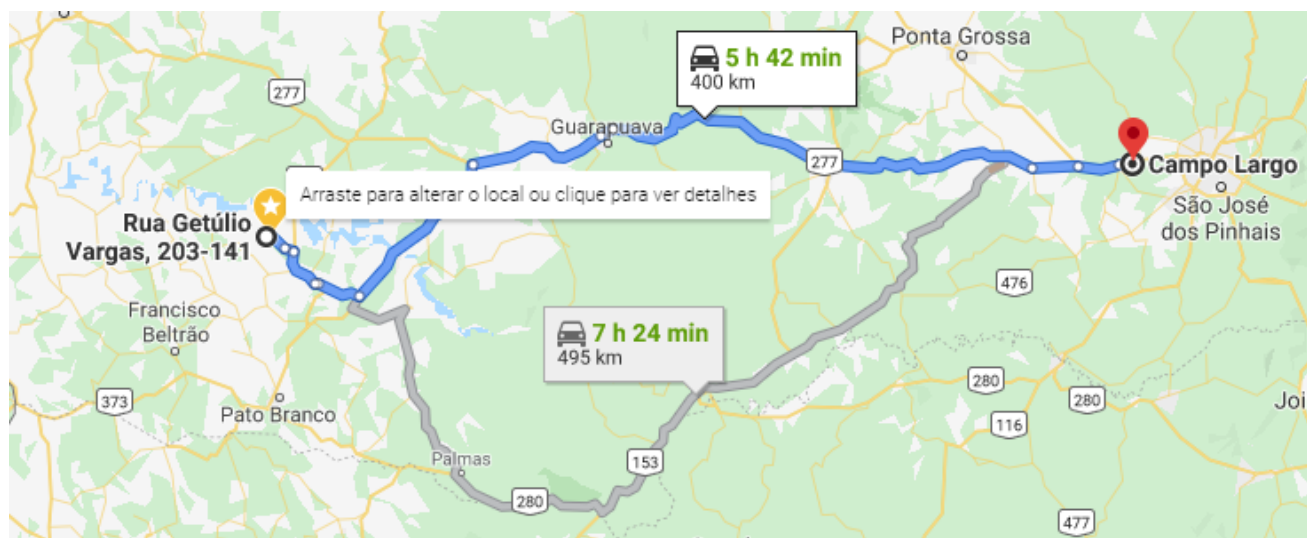 Ponta Grossa
5 h 42 min
400 km
277
Guarapuava
277
Campo Largo
São José
dos Pinhais
Arraste para alterar o local ou clique para ver detalhes
Rua Getúlio
Vargas, 203-141
476
Francisco
Beltrão
7 h 24 min
495 km
373
Pato Branco
280
280
116
Joi
Palmas
153
280
477